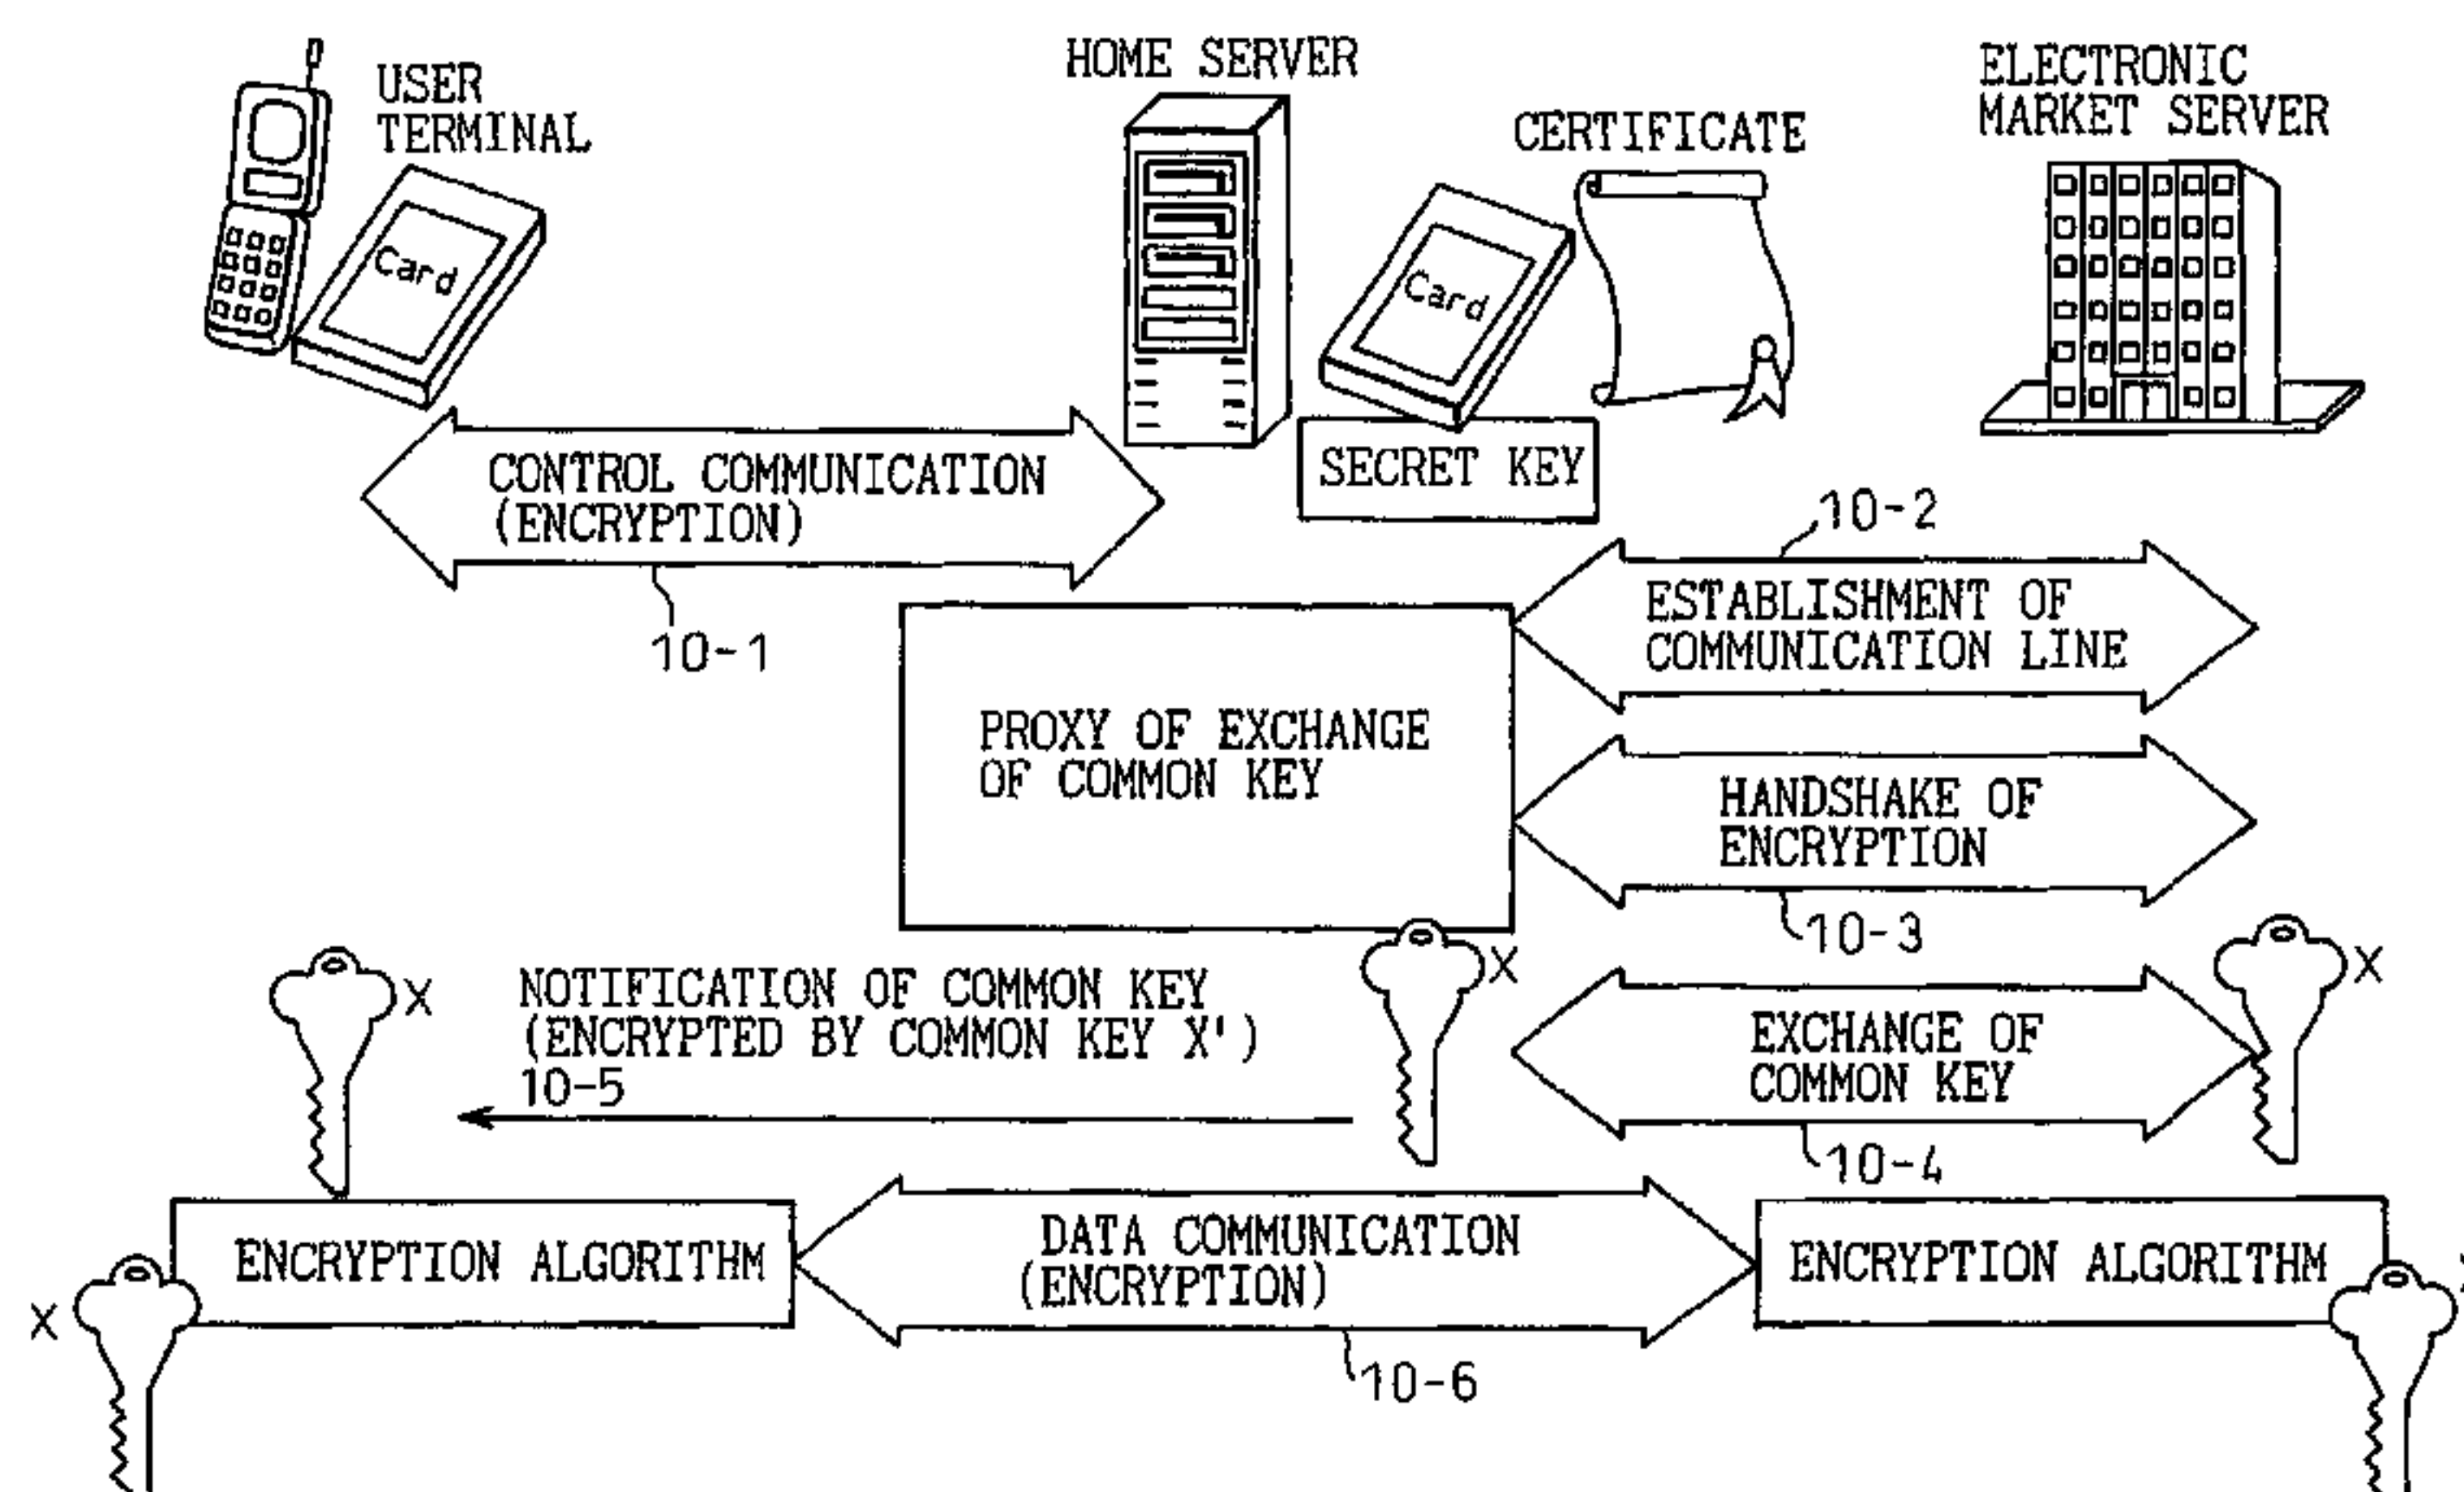 USER
TERMINAL
HOME SERVER
CERTIFICATE
ELECTRONIC
MARKET SERVER
Card
Card
SECRET KEY
CONTROL COMMUNICATION
(ENCRYPTION)
10-1
10-2
ESTABLISHMENT OF
COMMUNICATION LINE
PROXY OF EXCHANGE
OF COMMON KEY
HANDSHAKE OF
ENCRYPTION
10-3
X
NOTIFICATION OF COMMON KEY
(ENCRYPTED BY COMMON KEY X')
10-5
X
X
EXCHANGE OF
COMMON KEY
10-4
ENCRYPTION ALGORITHM
DATA COMMUNICATION
(ENCRYPTION)
ENCRYPTION ALGORITHM
X
10-6